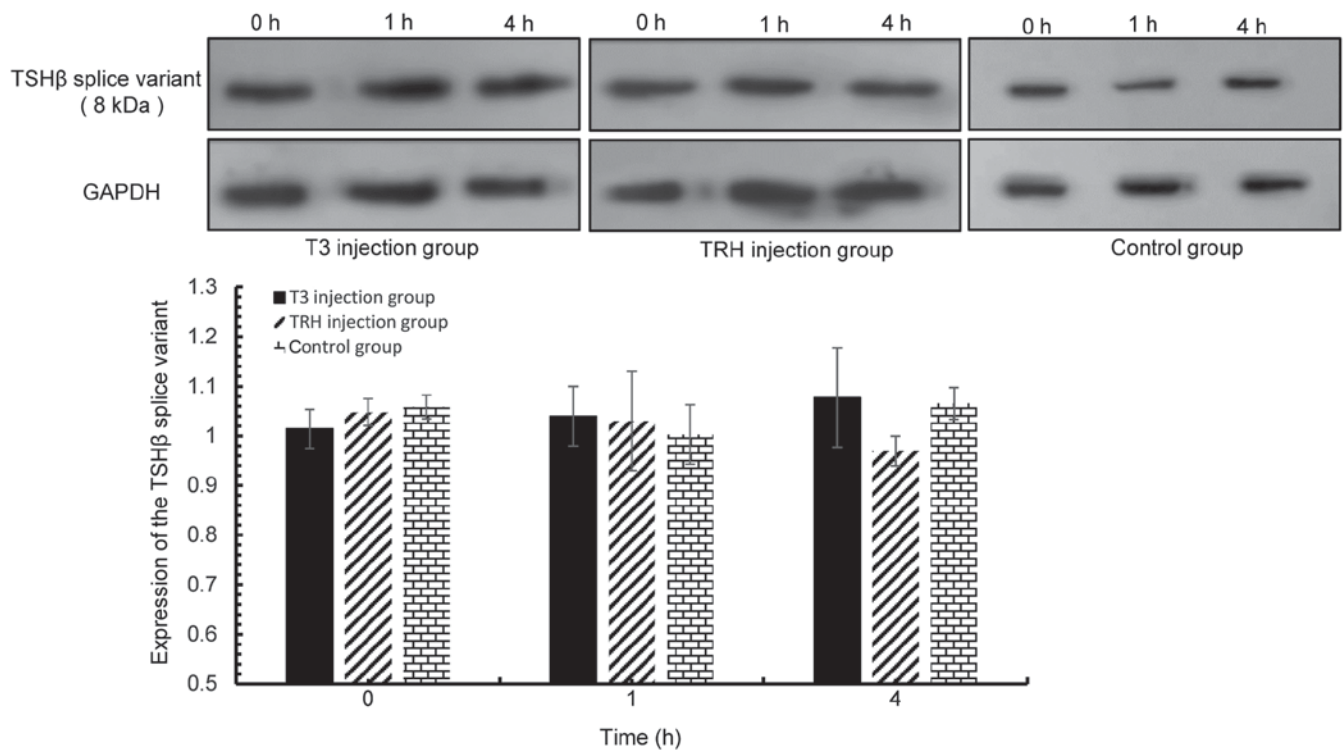 0 h 1 h 4 h 0 h 1 h 4 h 0 h 1 h 4 h
TSHβ splice variant
( 8 kDa )
GAPDH
T3 injection group TRH injection group Control group
Expression of the TSHβ splice variant
1.3
1.2
1.1
1
0.9
0.8
0.7
0.6
0.5
T3 injection group
TRH injection group
Control group
0 1 4
Time (h)